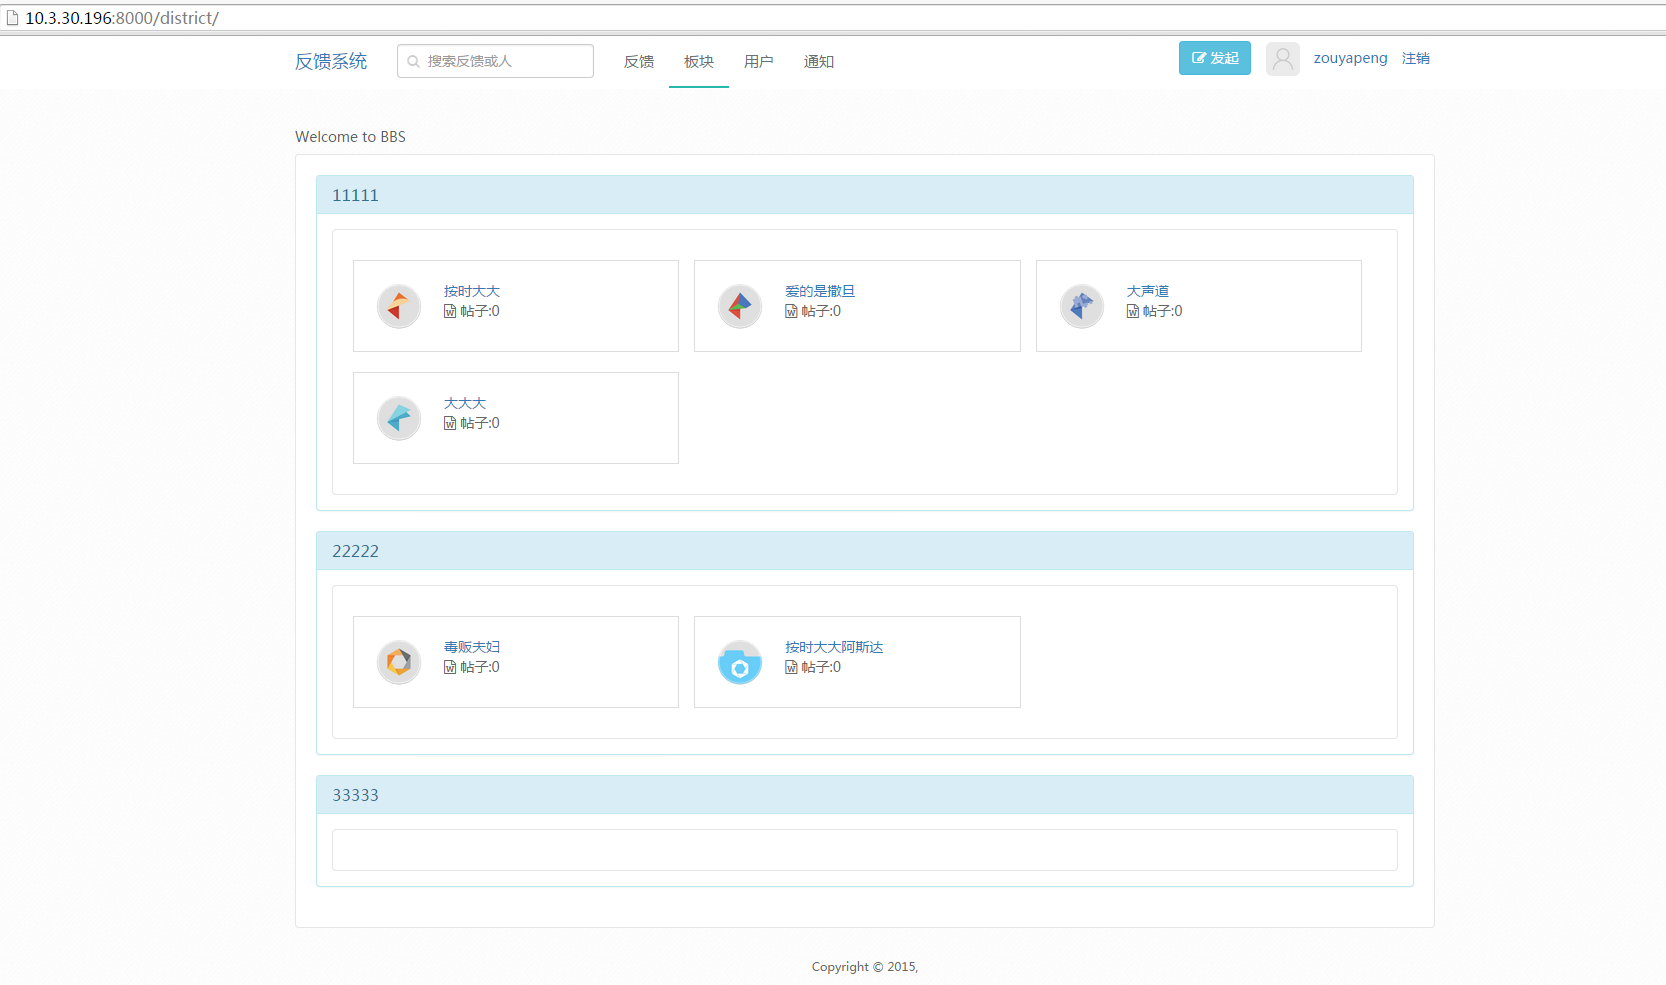 10.3.30.196:8000/district/
反馈系统 搜索反馈或人 反馈 板块 用户 通知 发起 zouyapeng 注销
Welcome to BBS
11111
按时大大 爱的是撒旦 大声道
帖子:0 帖子:0 帖子:0
大大大
帖子:0
22222
毒贩夫妇 按时大大阿斯达
帖子:0 帖子:0
33333
Copyright © 2015,